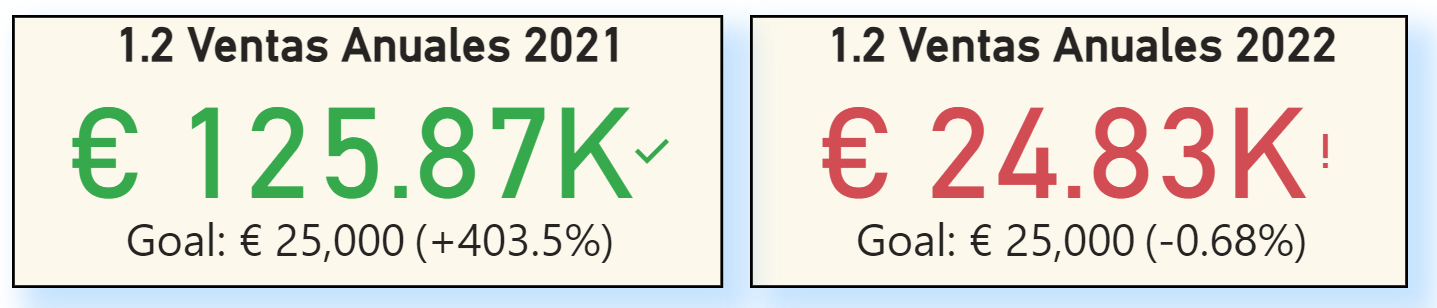 1.2 Ventas Anuales 2021
€ 125.87K
Goal: € 25,000 (+403.5%)
1.2 Ventas Anuales 2022
€ 24.83K!
Goal: € 25,000 (-0.68%)